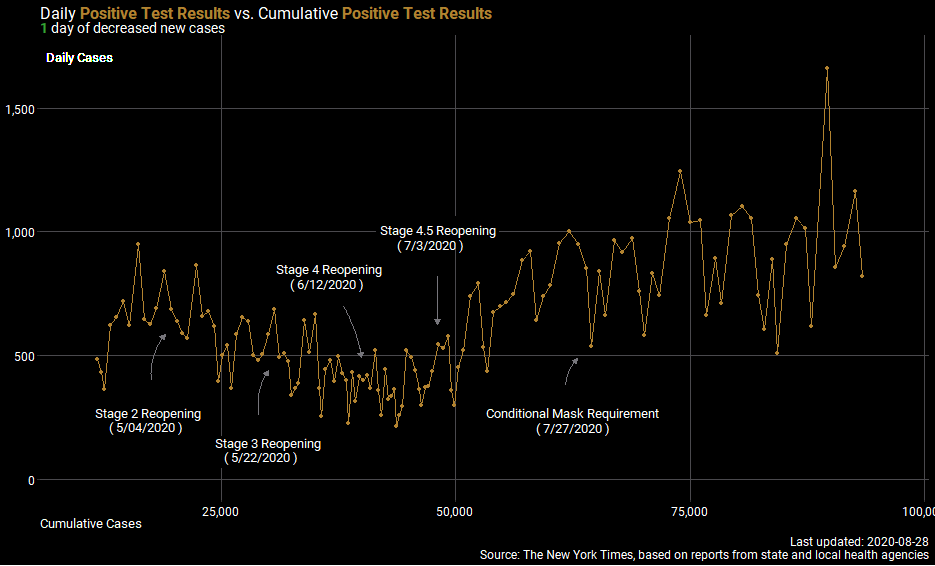 Daily Positive Test Results vs. Cumulative Positive Test Results
1 day of decreased new cases
Daily Cases
1,500
1,000
500
0
Stage 4.5 Reopening
( 7/3/2020 )
Stage 4 Reopening
( 6/12/2020 )
Stage 2 Reopening
( 5/04/2020 )
Stage 3 Reopening
( 5/22/2020 )
Conditional Mask Requirement
( 7/27/2020 )
25,000
50,000
75,000
100,00
Cumulative Cases
Last updated: 2020-08-28
Source: The New York Times, based on reports from state and local health agencies